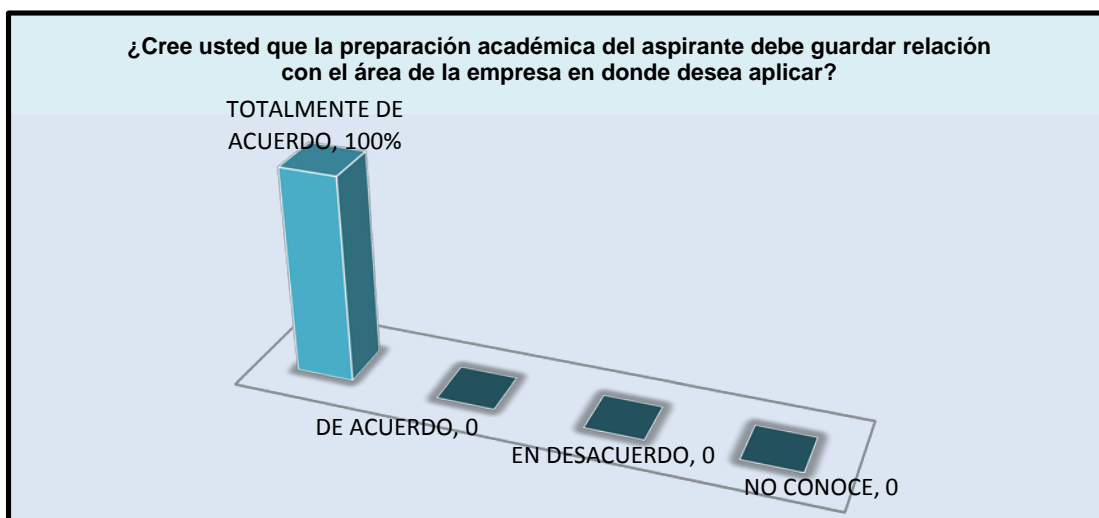 ¿Cree usted que la preparación académica del aspirante debe guardar relación
con el área de la empresa en donde desea aplicar?
TOTALMENTE DE
ACUERDO, 100%
DE ACUERDO, 0
EN DESACUERDO, 0
NO CONOCE, 0